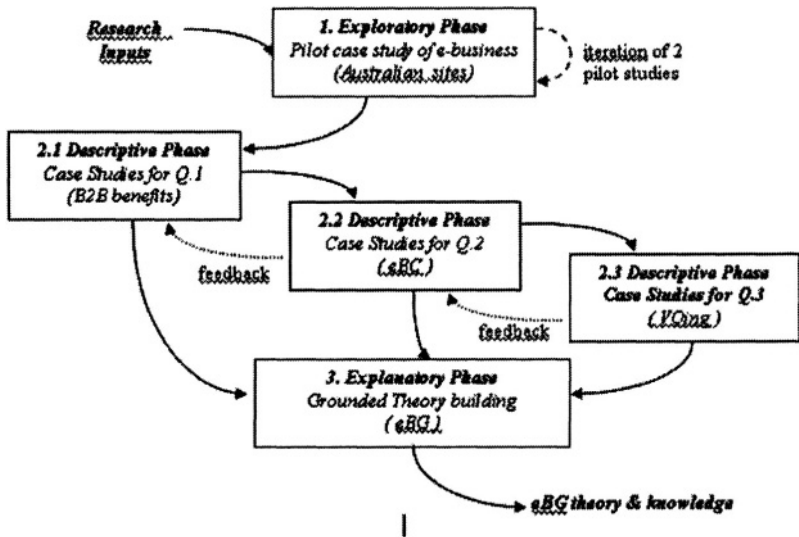 Research
Inputs
1. Exploratory Phase
Pilot case study of e-business
(Australian sites)
iteration of 2
pilot studies
2.1 Descriptive Phase
Case Studies for Q.1
(B2B benefits)
2.2 Descriptive Phase
Case Studies for Q.2
( eBC )
feedback
2.3 Descriptive Phase
Case Studies for Q.3
( VOing )
feedback
3. Explanatory Phase
Grounded Theory building
( eBG )
eBG theory & knowledge